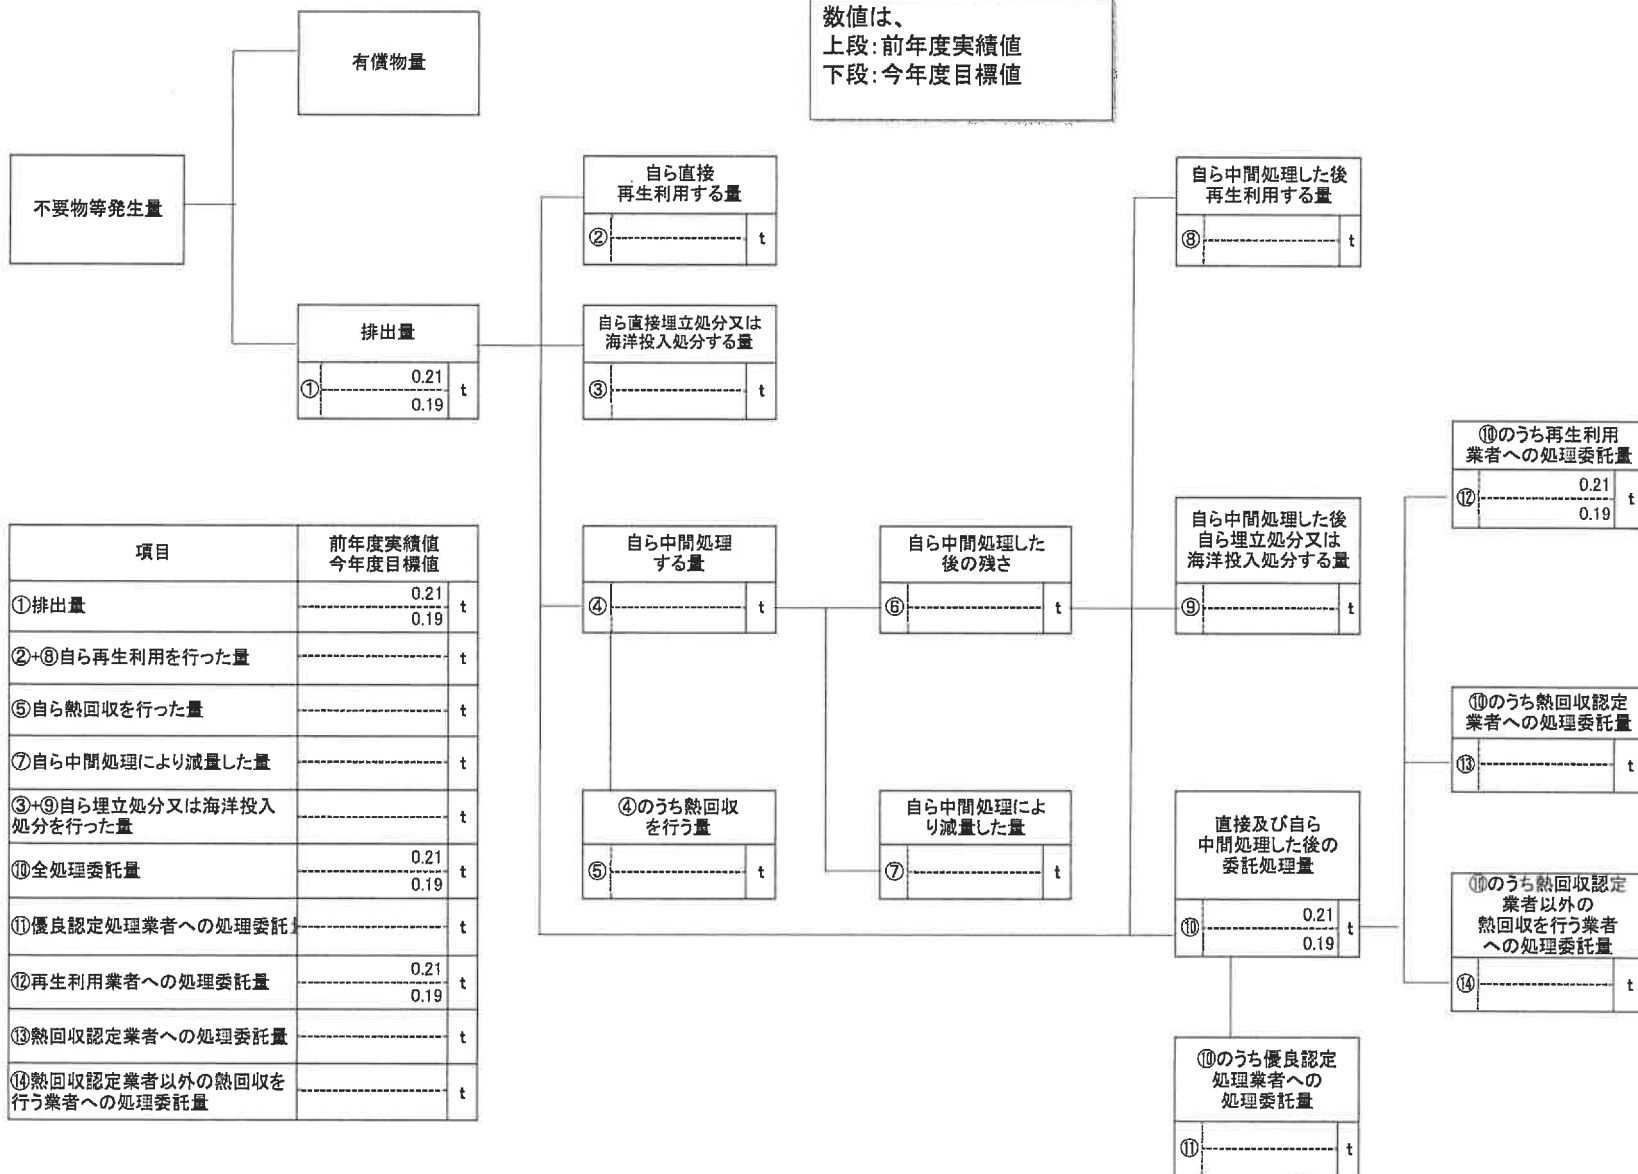 数値は、
上段：前年度実績値
下段：今年度目標値
有償物量
不要物等発生量
排出量
①
0.21
0.19
t
自ら直接
再生利用する量
②
t
自ら直接埋立処分又は
海洋投入処分する量
③
t
自ら中間処理
する量
④
t
④のうち熱回収
を行う量
⑤
t
自ら中間処理した
後の残さ
⑥
t
自ら中間処理によ
り減量した量
⑦
t
自ら中間処理した後
再生利用する量
⑧
t
自ら中間処理した後
自ら埋立処分又は
海洋投入処分する量
⑨
t
直接及び自ら
中間処理した後の
委託処理量
⑩
0.21
0.19
t
⑩のうち優良認定
処理業者への
処理委託量
⑪
t
⑩のうち再生利用
業者への処理委託量
⑫
0.21
0.19
t
⑩のうち熱回収認定
業者への処理委託量
⑬
t
⑩のうち熱回収認定
業者以外の
熱回収を行う業者
への処理委託量
⑭
t
項目
前年度実績値
今年度目標値
①排出量
0.21
0.19
t
②+⑧自ら再生利用を行った量
t
⑤自ら熱回収を行った量
t
⑦自ら中間処理により減量した量
t
③+⑨自ら埋立処分又は海洋投入
処分を行った量
t
⑩全処理委託量
0.21
0.19
t
⑪優良認定処理業者への処理委託
t
⑫再生利用業者への処理委託量
0.21
0.19
t
⑬熱回収認定業者への処理委託量
t
⑭熱回収認定業者以外の熱回収を
行う業者への処理委託量
t